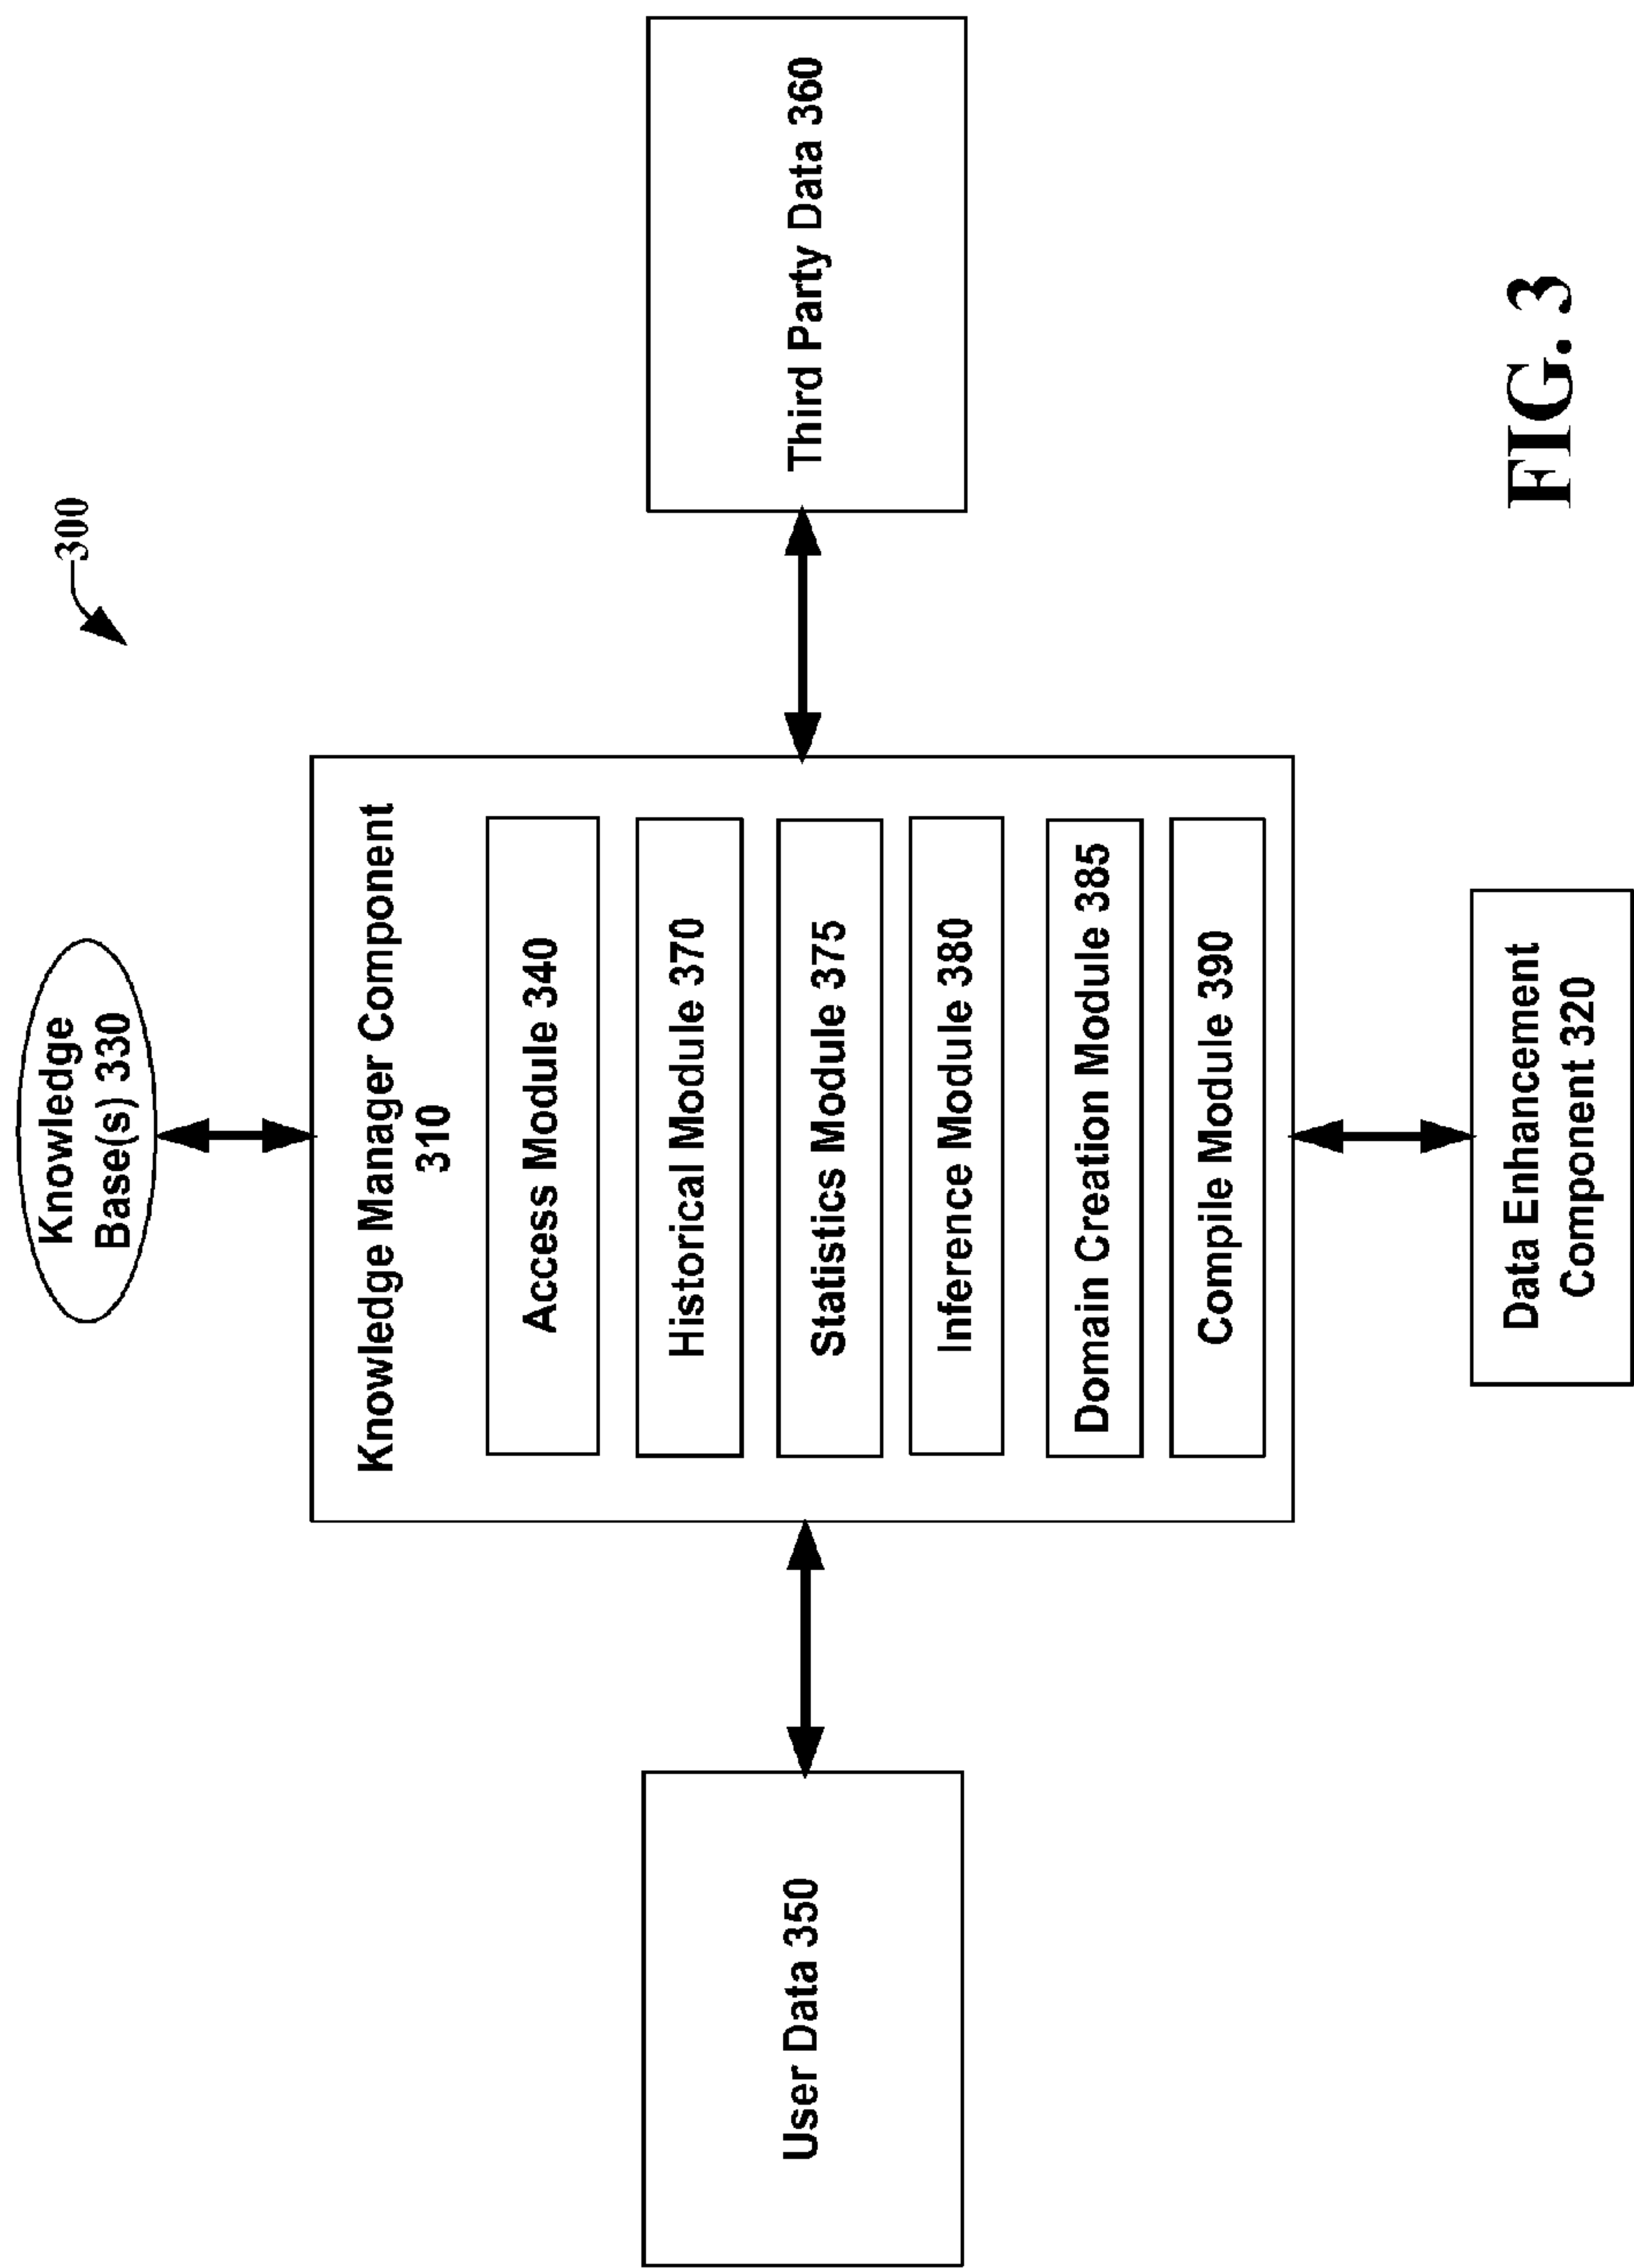 300
Knowledge
Base(s) 330
Knowledge Manager Component
310
Access Module 340
Historical Module 370
Statistics Module 375
Inference Module 380
Domain Creation Module 385
Compile Module 390
User Data 350
Third Party Data 360
Data Enhancement
Component 320
FIG. 3